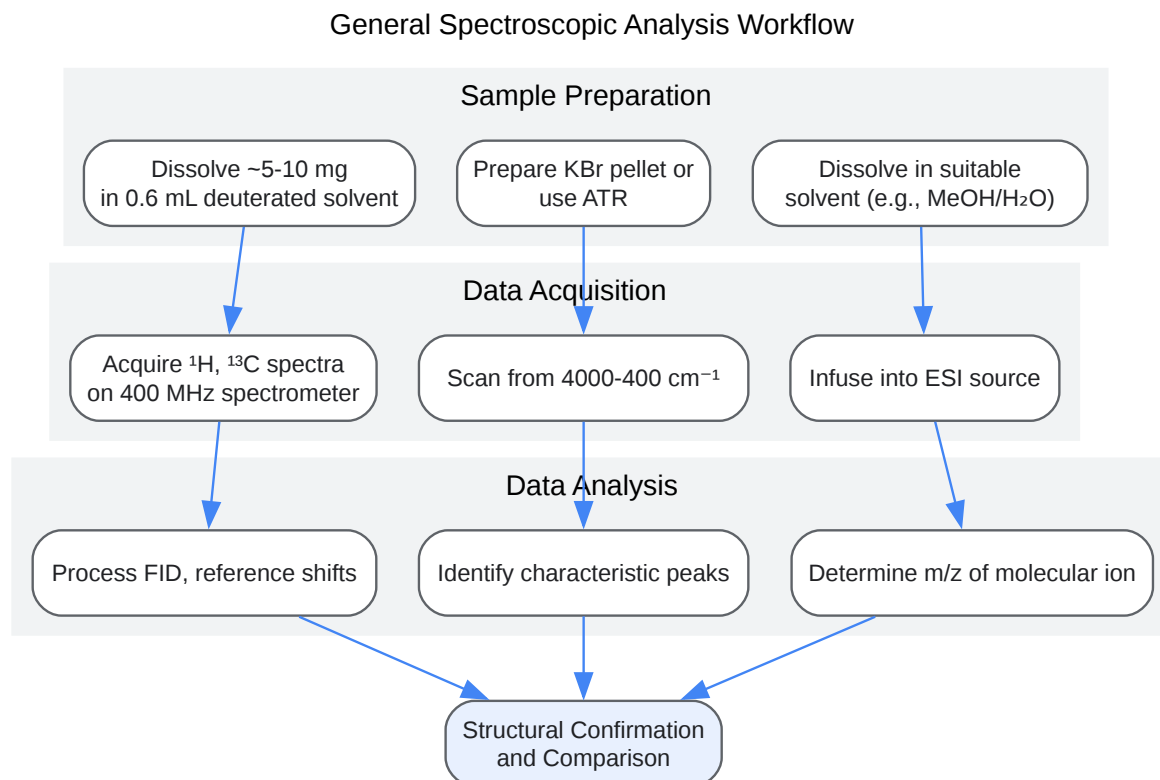 General Spectroscopic Analysis Workflow
Sample Preparation
Dissolve ~5-10 mg
in 0.6 mL deuterated solvent
Prepare KBr pellet or
use ATR
Dissolve in suitable
solvent (e.g., MeOH/H₂O)
Data Acquisition
Acquire ¹H, ¹³C spectra
on 400 MHz spectrometer
Scan from 4000-400 cm⁻¹
Infuse into ESI source
Data Analysis
Process FID, reference shifts
Identify characteristic peaks
Determine m/z of molecular ion
Structural Confirmation
and Comparison